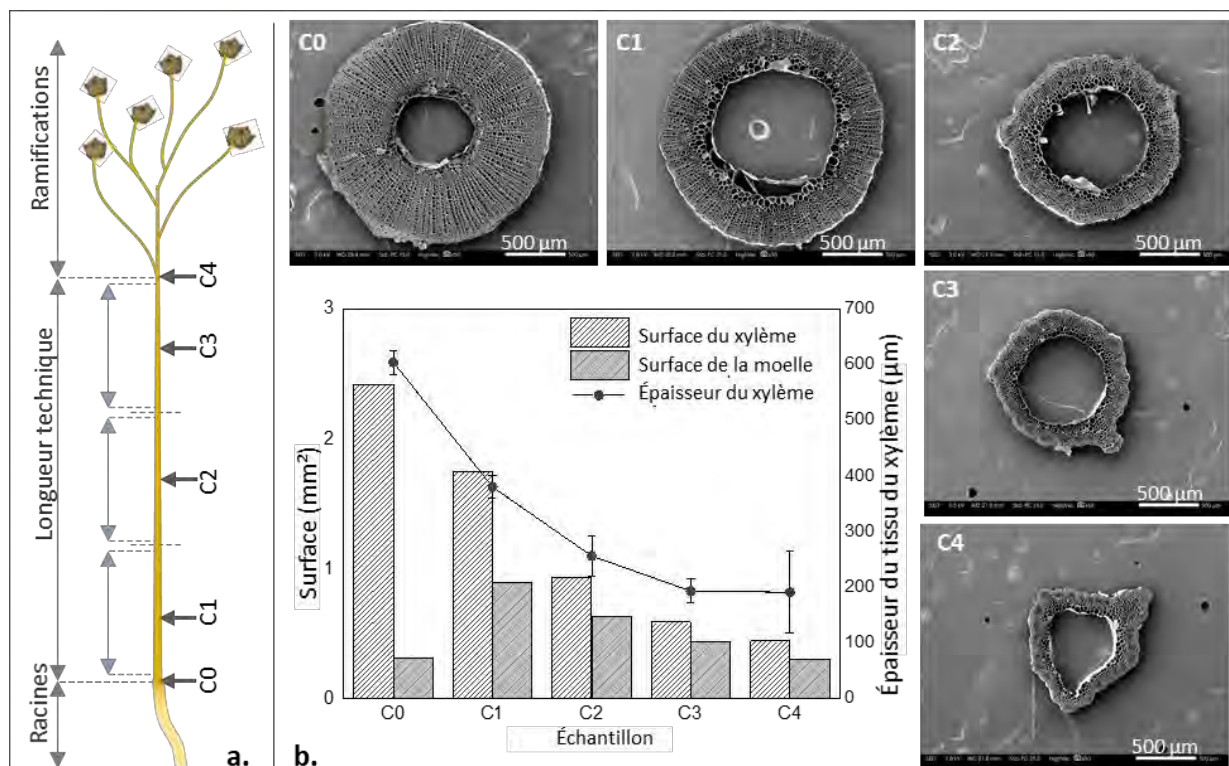 Ramifications
Longueur technique
Racines
C4
C3
C2
C1
C0
a.
C0
500 µm
C1
500 µm
C2
500 µm
C3
500 µm
C4
500 µm
Surface du xylème
Surface de la moelle
Épaisseur du xylème
Surface (mm²)
3
2
1
0
Épaisseur du tissu du xylème (µm)
700
600
500
400
300
200
100
0
C0 C1 C2 C3 C4
Échantillon
b.